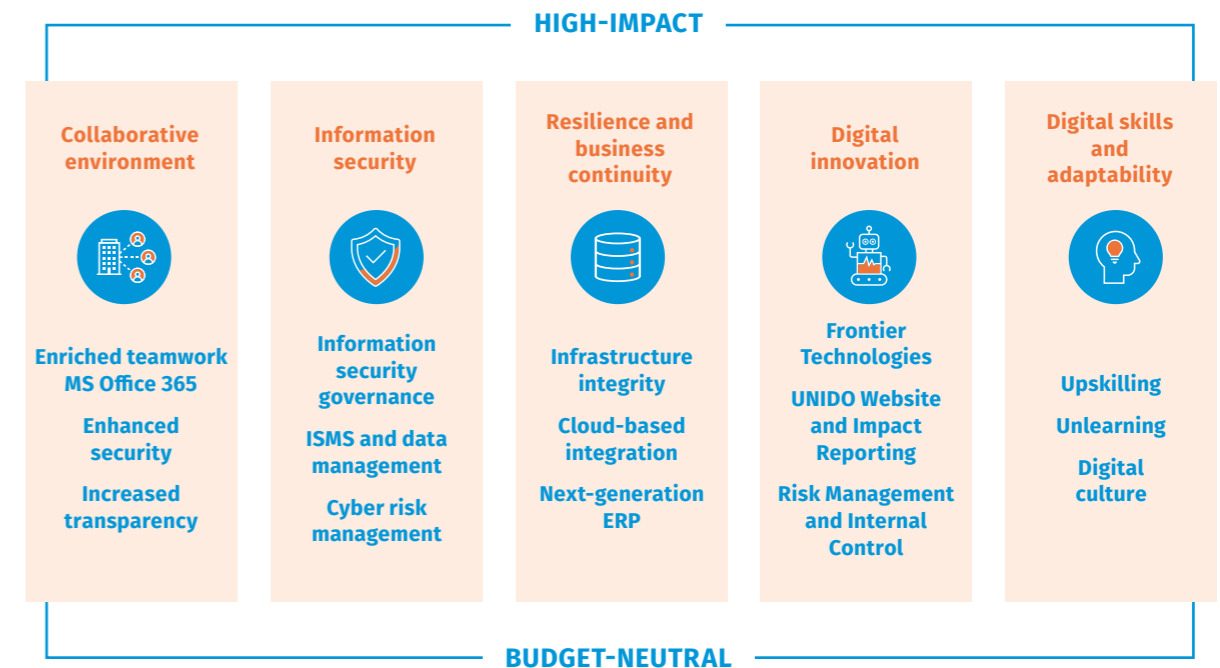 HIGH-IMPACT
Collaborative
environment
Enriched teamwork
MS Office 365
Enhanced
security
Increased
transparency
Information
security
Information
security
governance
ISMS and data
management
Cyber risk
management
Resilience and
business
continuity
Infrastructure
integrity
Cloud-based
integration
Next-generation
ERP
Digital
innovation
Frontier
Technologies
UNIDO Website
and Impact
Reporting
Risk Management
and Internal
Control
Digital skills
and
adaptability
Upskilling
Unlearning
Digital
culture
BUDGET-NEUTRAL